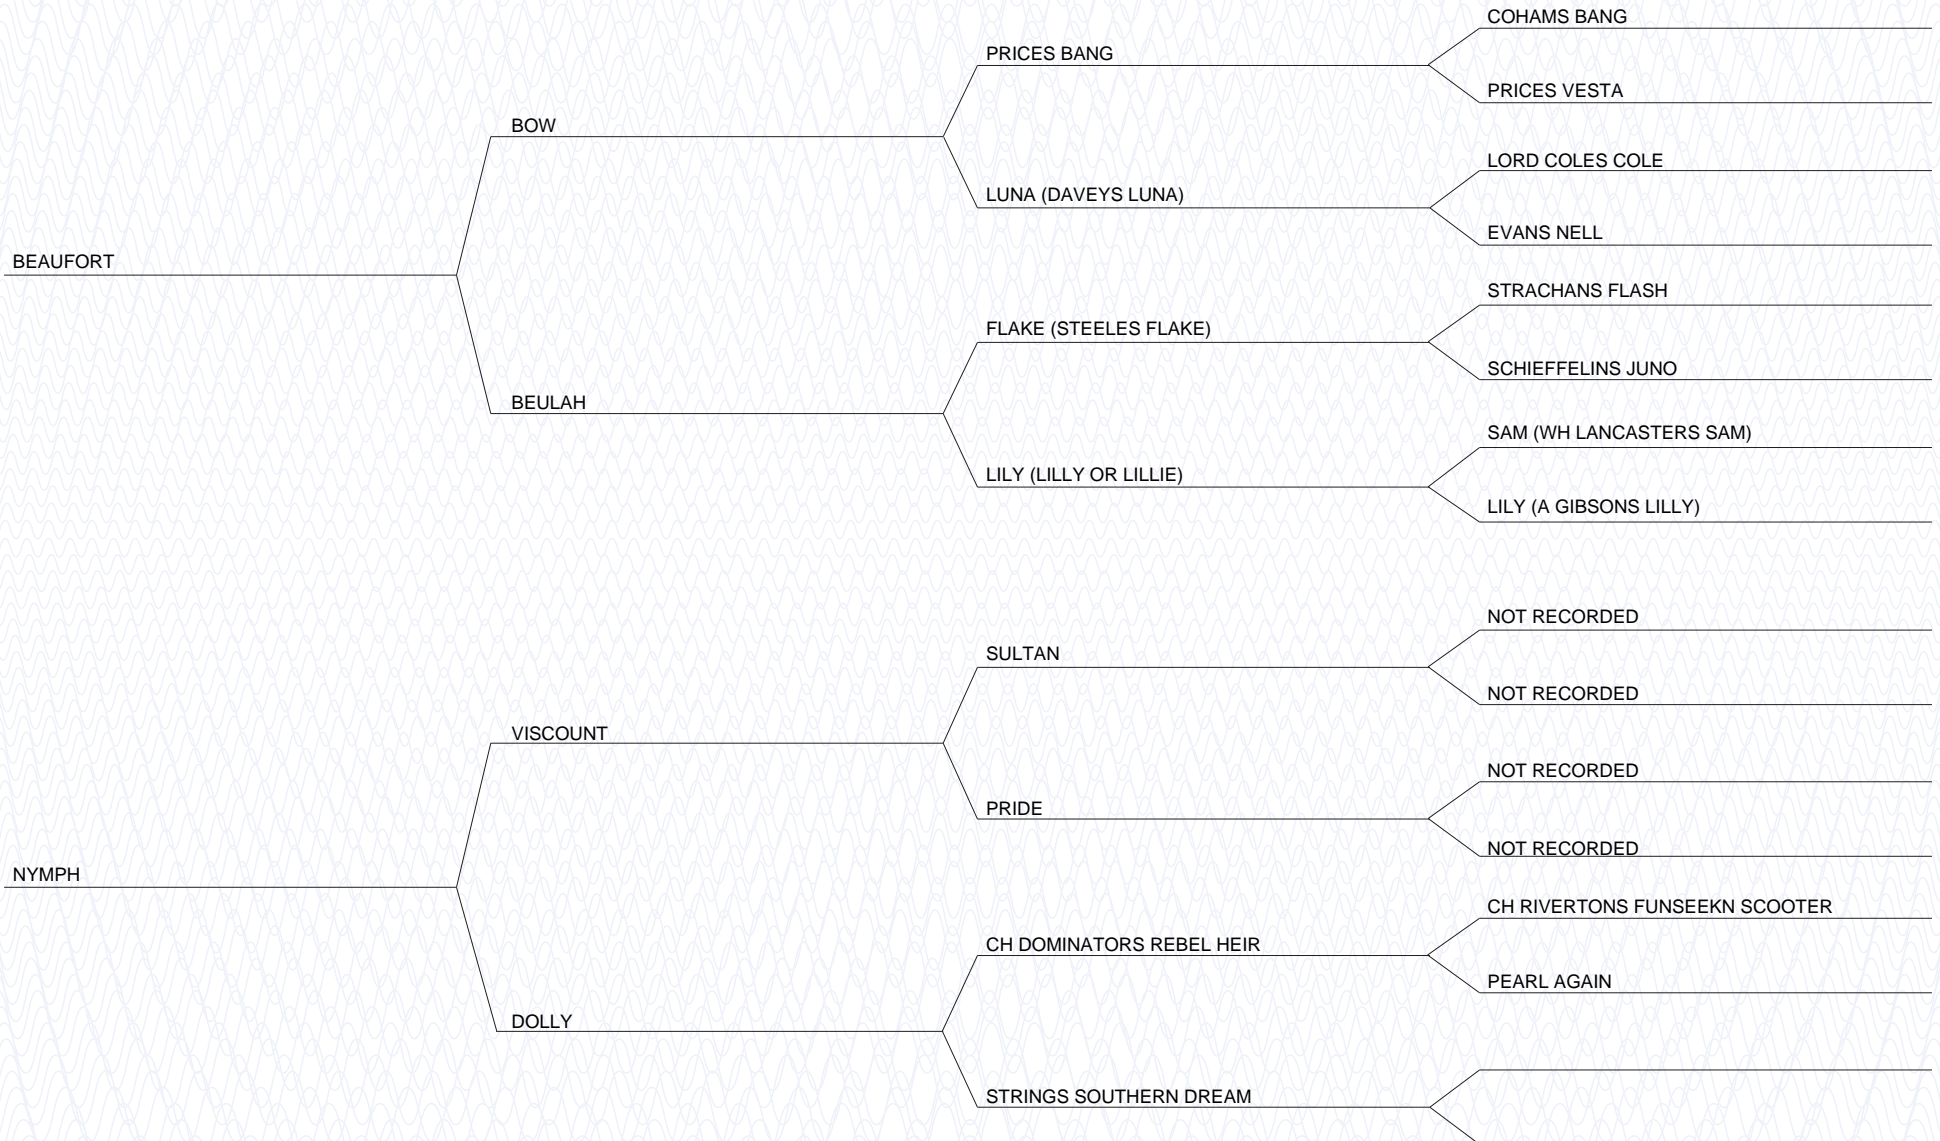 COHAMS BANG
PRICES BANG
PRICES VESTA
BOW
LORD COLES COLE
LUNA (DAVEYS LUNA)
EVANS NELL
BEAUFORT
STRACHANS FLASH
FLAKE (STEELES FLAKE)
SCHIEFFELINS JUNO
BEULAH
SAM (WH LANCASTERS SAM)
LILY (LILLY OR LILLIE)
LILY (A GIBSONS LILLY)
NOT RECORDED
SULTAN
NOT RECORDED
VISCOUNT
NOT RECORDED
PRIDE
NOT RECORDED
NYMPH
CH RIVERTONS FUNSEEKN SCOOTER
CH DOMINATORS REBEL HEIR
PEARL AGAIN
DOLLY
STRINGS SOUTHERN DREAM